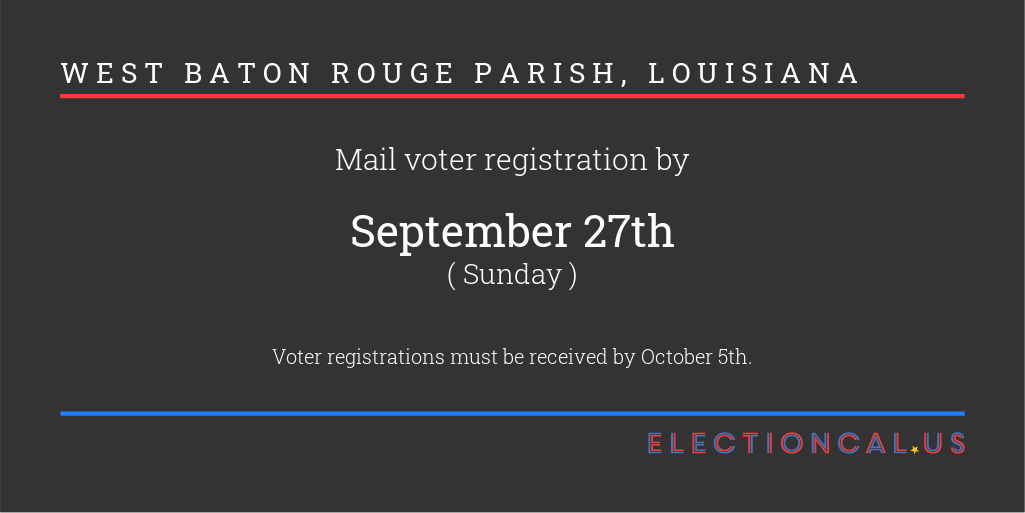 WEST BATON ROUGE PARISH, LOUISIANA
Mail voter registration by
September 27th
( Sunday )
Voter registrations must be received by October 5th.
ELECTIONCAL.US